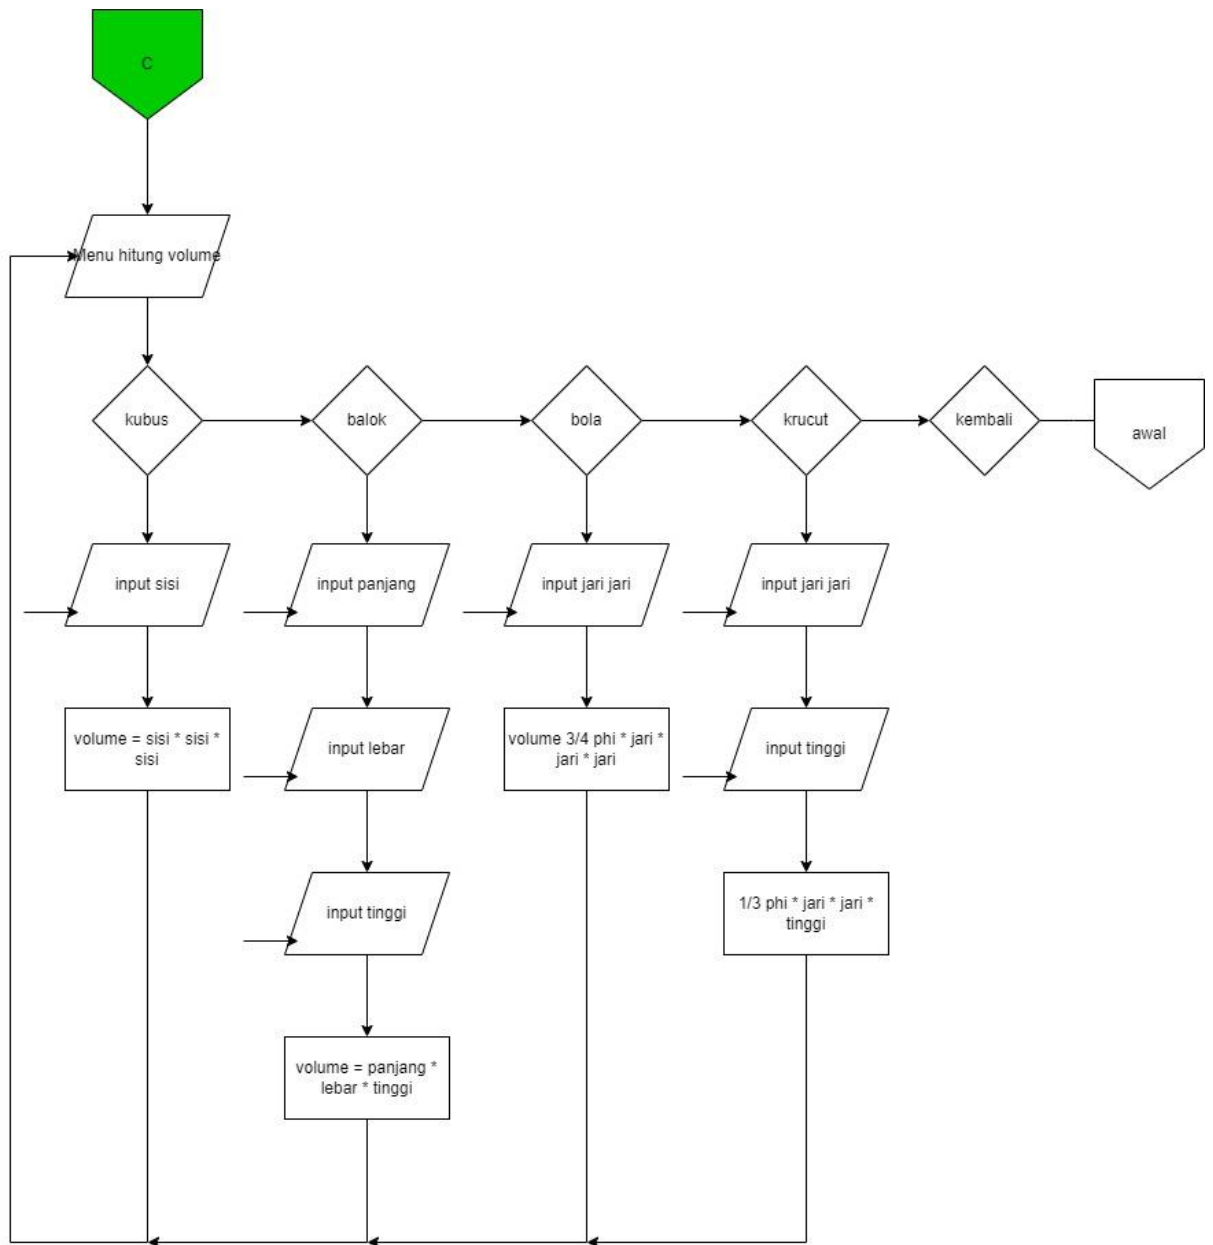 C
Menu hitung volume
kubus
balok
bola
krucut
kembali
awal
input sisi
input panjang
input jari jari
input jari jari
volume = sisi * sisi *
sisi
input lebar
volume 3/4 phi * jari *
jari * jari
input tinggi
input tinggi
1/3 phi * jari * jari *
tinggi
volume = panjang *
lebar * tinggi